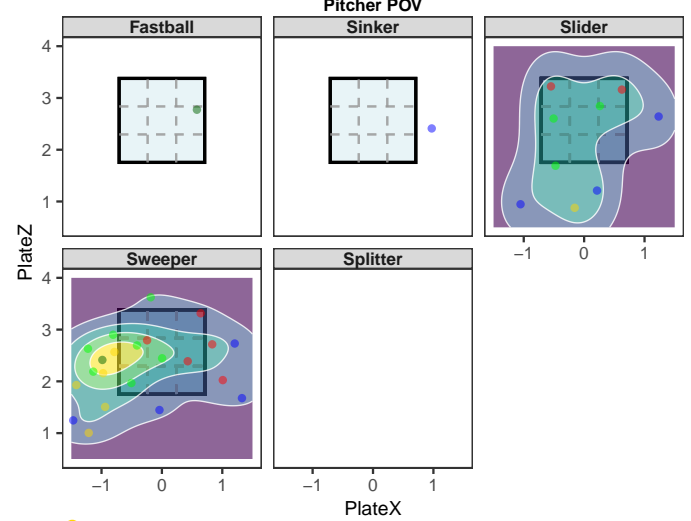 Pitcher POV
Fastball
Sinker
Slider
4
3
2
1
−1
0
1
Sweeper
Splitter
4
3
2
1
−1
0
1
−1
0
1
PlateZ
PlateX